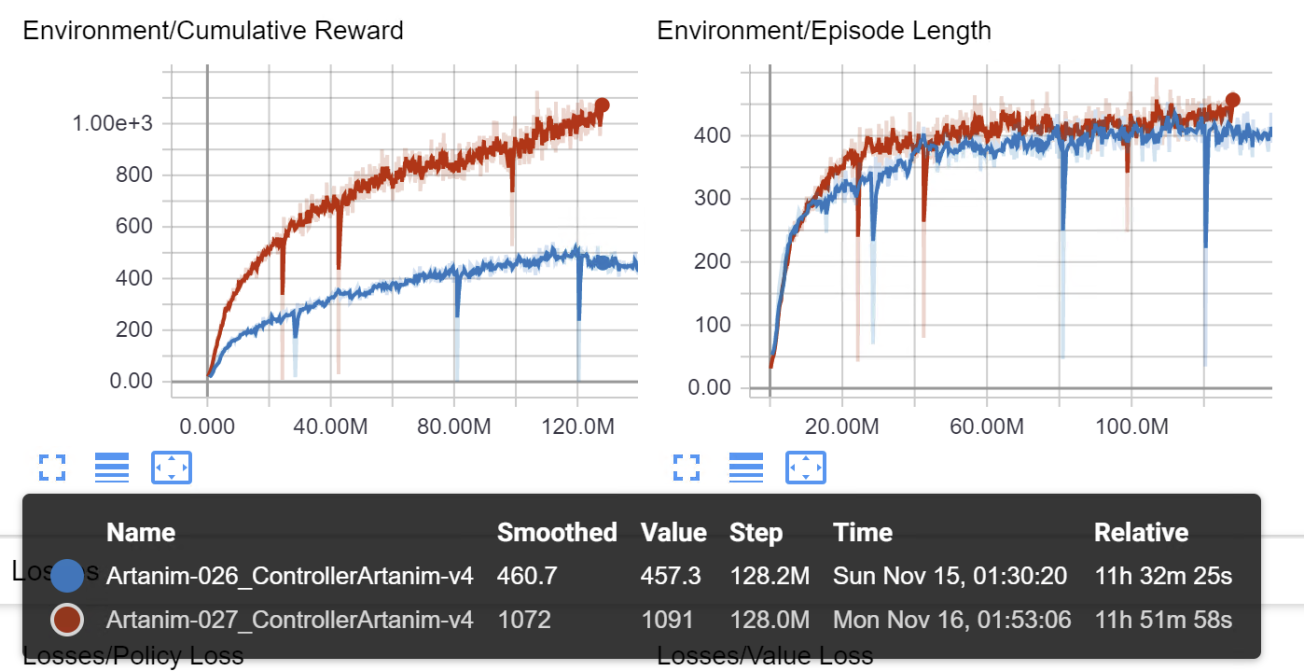 Environment/Cumulative Reward
Environment/Episode Length
1.00e+3
800
600
400
200
0.00
0.000 40.00M 80.00M 120.0M
400
300
200
100
0.00
20.00M 60.00M 100.0M
Name Smoothed Value Step Time Relative
Losses
Artanim-026_ControllerArtanim-v4 460.7 457.3 128.2M Sun Nov 15, 01:30:20 11h 32m 25s
Artanim-027_ControllerArtanim-v4 1072 1091 128.0M Mon Nov 16, 01:53:06 11h 51m 58s
Losses/Policy Loss
Losses/Value Loss